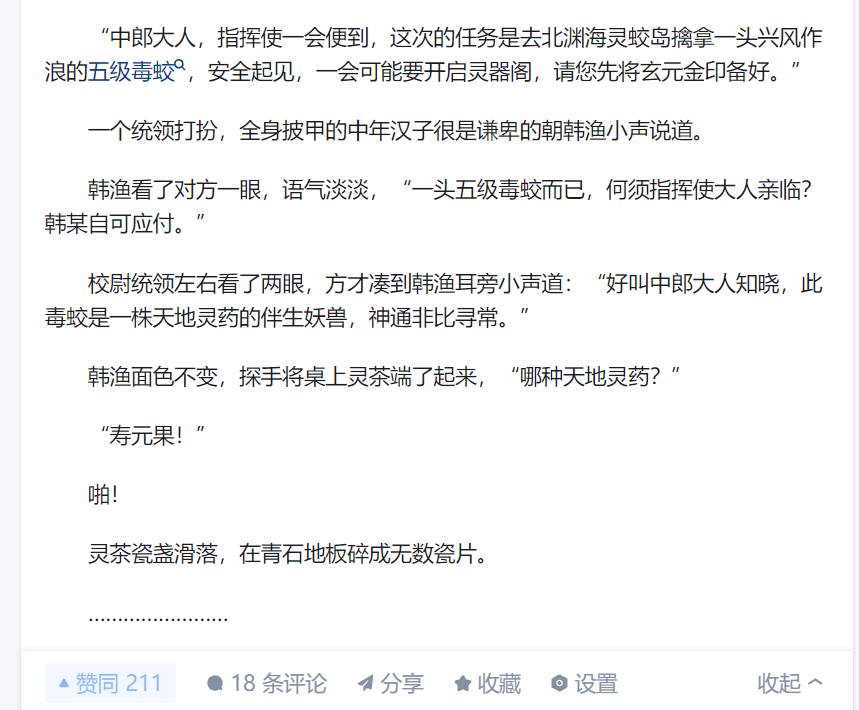 “中郎大人，指挥使一会便到，这次的任务是去北渊海灵蛟岛擒拿一头兴风作
浪的五级毒蛟，安全起见，一会可能要开启灵器阁，请您先将玄元金印备好。”
一个统领打扮，全身披甲的中年汉子很是谦卑的朝韩渔小声说道。
韩渔看了对方一眼，语气淡淡，“一头五级毒蛟而已，何须指挥使大人亲临？
韩某自可应付。”
校尉统领左右看了两眼，方才凑到韩渔耳旁小声道：“好叫中郎大人知晓，此
毒蛟是一株天地灵药的伴生妖兽，神通非比寻常。”
韩渔面色不变，探手将桌上灵茶端了起来，“哪种天地灵药？”
“寿元果！”
啪！
灵茶瓷盏滑落，在青石地板碎成无数瓷片。
........................
赞同 211 18 条评论 分享 收藏 设置 收起